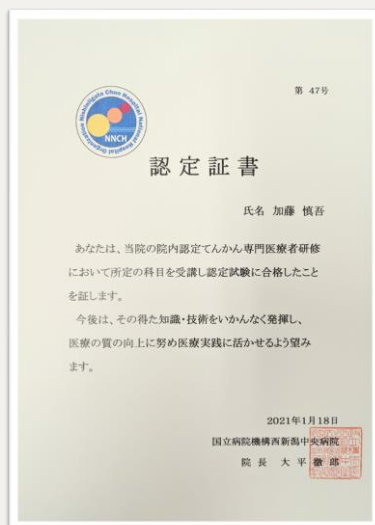 第 47号
Nishiniigata Chuo Hospital National Hospital Organization
NNCH
認定証書
氏名 加藤 慎吾
あなたは、当院の院内認定てんかん専門医療者研修
において所定の科目を受講し認定試験に合格したこと
を証します。
今後は、その得た知識・技術をいかんなく発揮し、
医療の質の向上に努め医療実践に活かせるよう望み
ます。
2021年1月18日
国立病院機構西新潟中央病院
院長 大平 徹郎